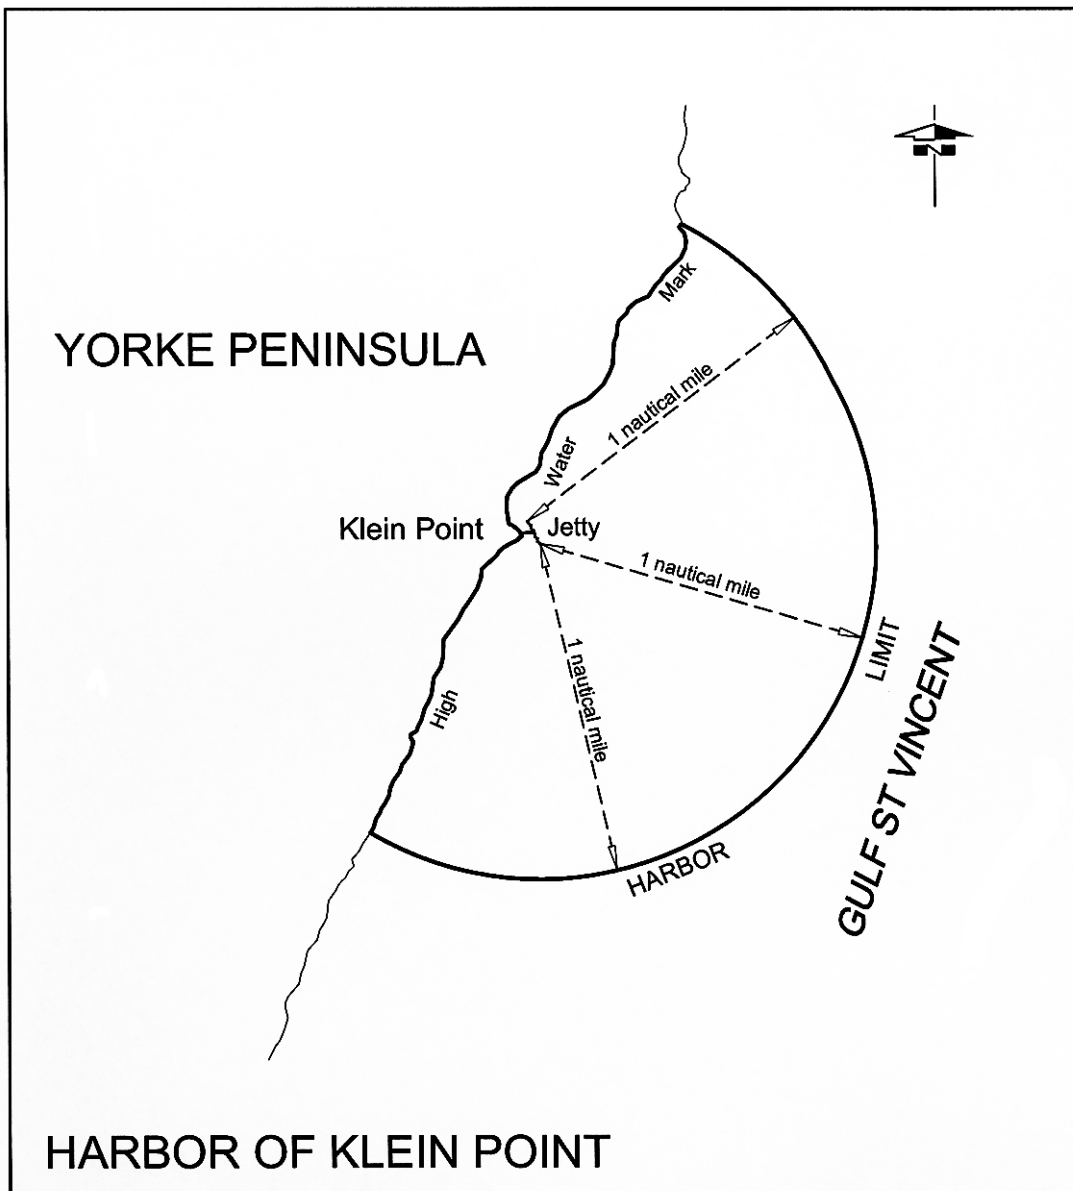 N
Mark
YORKE PENINSULA
1 nautical mile
Water
Klein Point
Jetty
1 nautical mile
LIMIT
1 nautical mile
High
GULF ST VINCENT
HARBOR
HARBOR OF KLEIN POINT